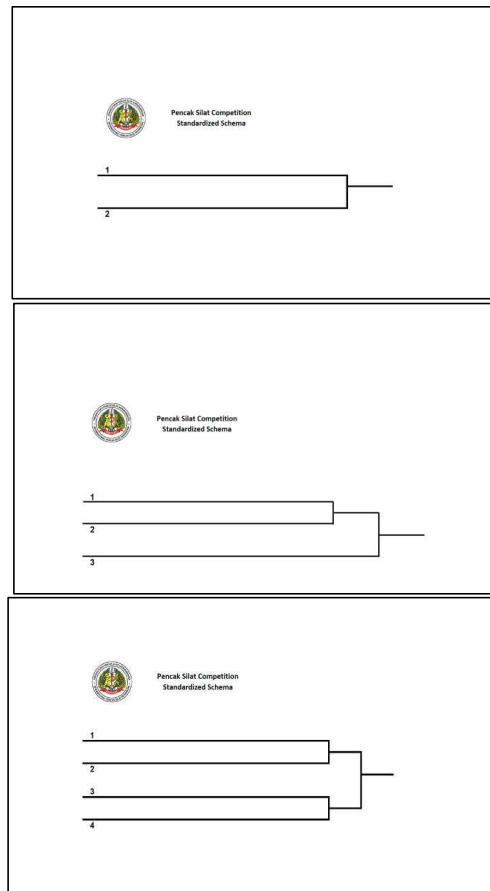 Pencak Silat Competition
Standardized Schema
1
2
Pencak Silat Competition
Standardized Schema
1
2
3
Pencak Silat Competition
Standardized Schema
1
2
3
4